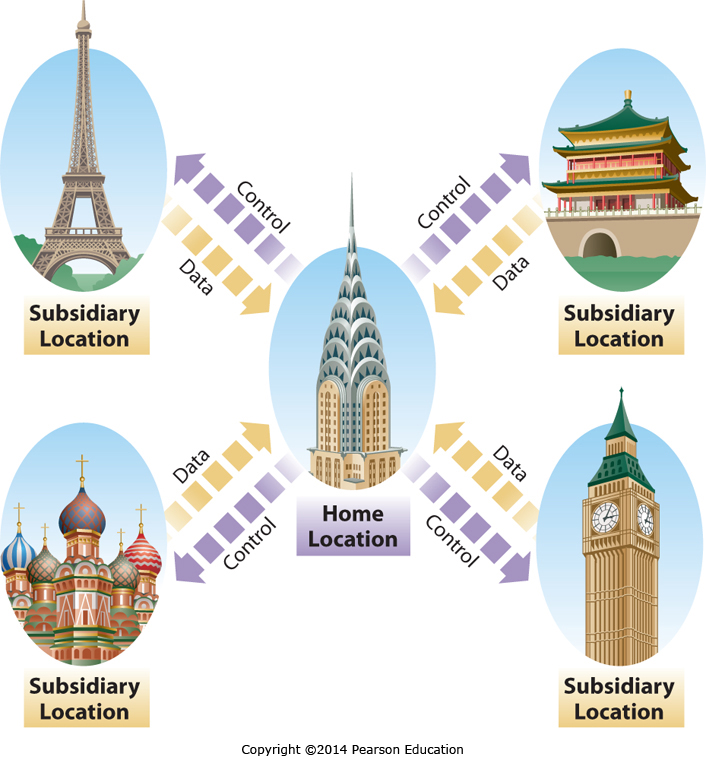 Control
Data
Control
Data
Subsidiary
Location
Subsidiary
Location
Data
Control
Data
Control
Home
Location
Subsidiary
Location
Subsidiary
Location
Copyright ©2014 Pearson Education